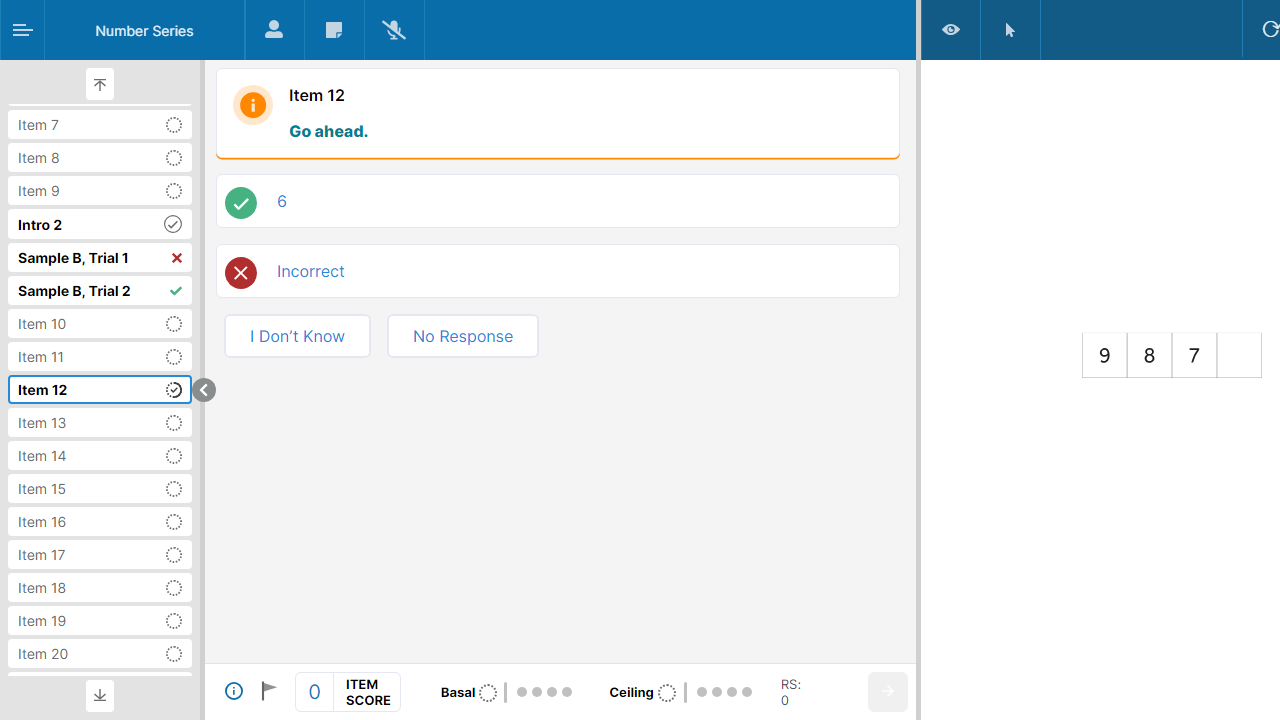 Number Series
Item 7
Item 8
Item 9
Intro 2
Sample B, Trial 1
Sample B, Trial 2
Item 10
Item 11
Item 12
Item 13
Item 14
Item 15
Item 16
Item 17
Item 18
Item 19
Item 20
Item 12
Go ahead.
6
Incorrect
I Don’t Know No Response
0 ITEM SCORE Basal Ceiling RS: 0
9 8 7